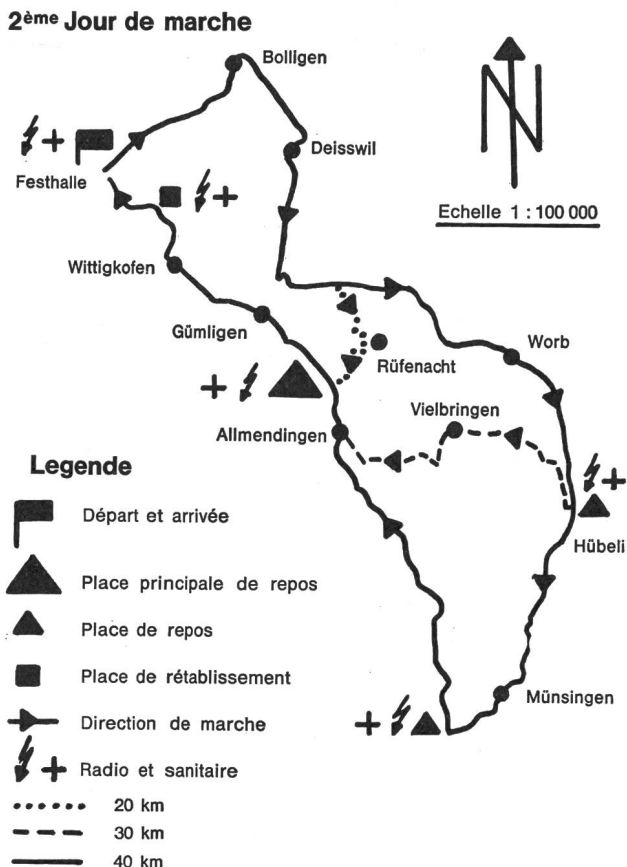 2ème Jour de marche
Bolligen
N
Deisswil
Festhalle
Echelle 1 : 100 000
Wittigkofen
Gümligen
Worb
Rüfenacht
Vielbringen
Allmendingen
Legende
Départ et arrivée
Hübeli
Place principale de repos
Place de repos
Place de rétablissement
Münsingen
Direction de marche
Radio et sanitaire
20 km
30 km
40 km